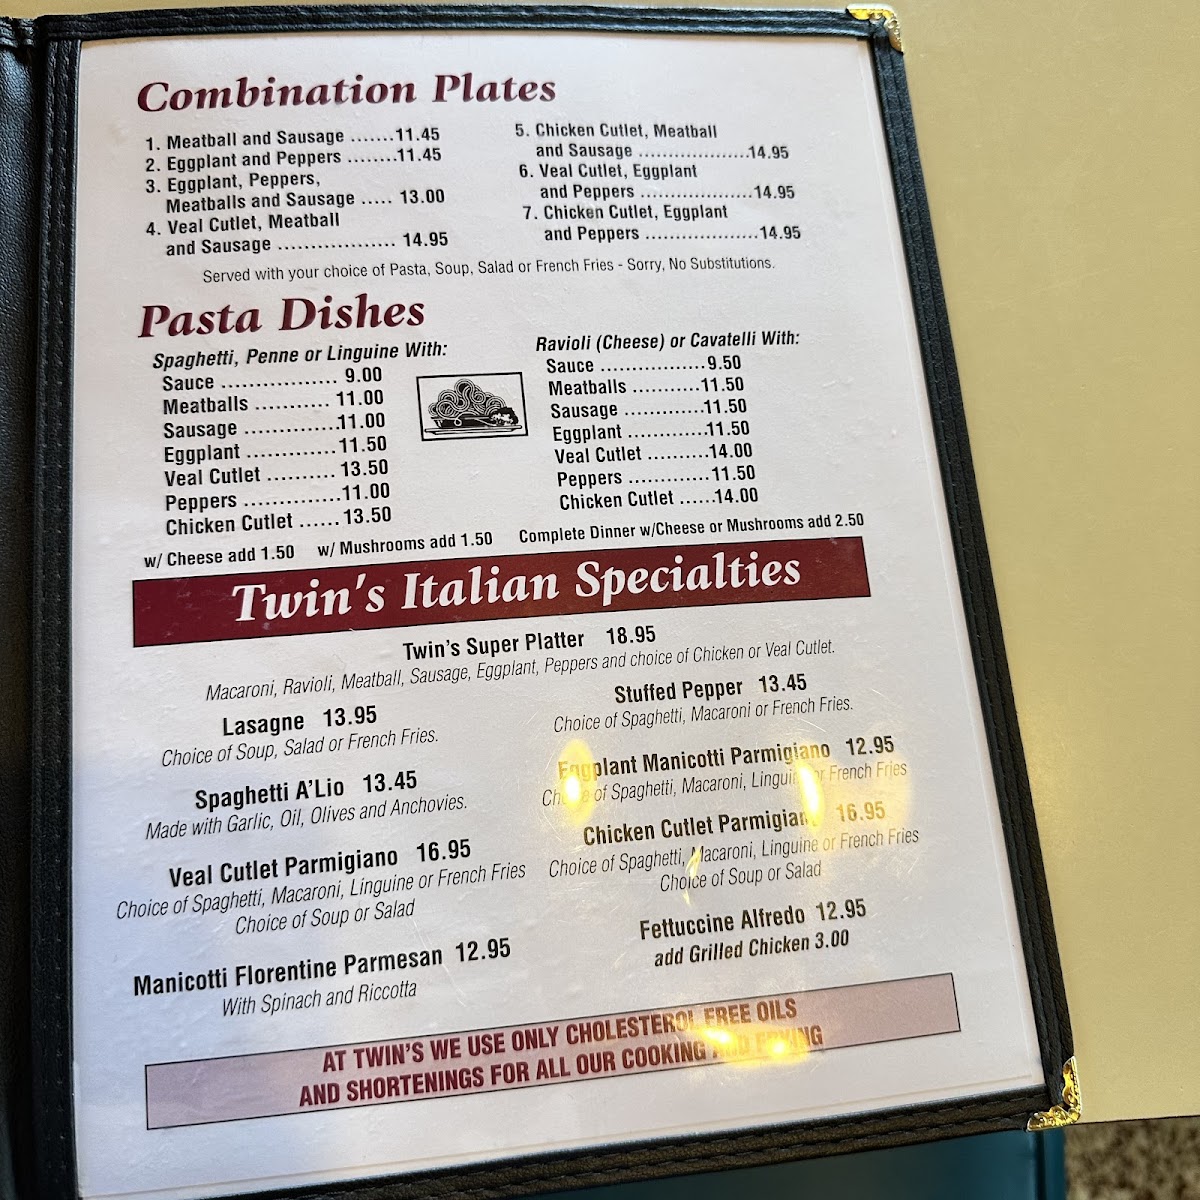 Combination Plates
1. Meatball and Sausage .......11.45
2. Eggplant and Peppers ........11.45
3. Eggplant, Peppers,
Meatballs and Sausage ..... 13.00
4. Veal Cutlet, Meatball
and Sausage .................. 14.95
5. Chicken Cutlet, Meatball
and Sausage ..................14.95
6. Veal Cutlet, Eggplant
and Peppers ..................14.95
7. Chicken Cutlet, Eggplant
and Peppers ..................14.95
Served with your choice of Pasta, Soup, Salad or French Fries - Sorry, No Substitutions.
Pasta Dishes
Spaghetti, Penne or Linguine With:
Sauce ................. 9.00
Meatballs ........... 11.00
Sausage ..............11.00
Eggplant ............. 11.50
Veal Cutlet .......... 13.50
Peppers ...............11.00
Chicken Cutlet ...... 13.50
Ravioli (Cheese) or Cavatelli With:
Sauce .................9.50
Meatballs ...........11.50
Sausage .............11.50
Eggplant .............11.50
Veal Cutlet ..........14.00
Peppers .............11.50
Chicken Cutlet ......14.00
w/ Cheese add 1.50 w/ Mushrooms add 1.50 Complete Dinner w/Cheese or Mushrooms add 2.50
Twin's Italian Specialties
Twin's Super Platter 18.95
Macaroni, Ravioli, Meatball, Sausage, Eggplant, Peppers and choice of Chicken or Veal Cutlet.
Lasagne 13.95
Choice of Soup, Salad or French Fries.
Spaghetti A'Lio 13.45
Made with Garlic, Oil, Olives and Anchovies.
Veal Cutlet Parmigiano 16.95
Choice of Spaghetti, Macaroni, Linguine or French Fries
Choice of Soup or Salad
Manicotti Florentine Parmesan 12.95
With Spinach and Riccotta
Stuffed Pepper 13.45
Choice of Spaghetti, Macaroni or French Fries.
Eggplant Manicotti Parmigiano 12.95
Choice of Spaghetti, Macaroni, Linguine or French Fries
Chicken Cutlet Parmigiano 16.95
Choice of Spaghetti, Macaroni, Linguine or French Fries
Choice of Soup or Salad
Fettuccine Alfredo 12.95
add Grilled Chicken 3.00
AT TWIN'S WE USE ONLY CHOLESTEROL FREE OILS
AND SHORTENINGS FOR ALL OUR COOKING AND FRYING